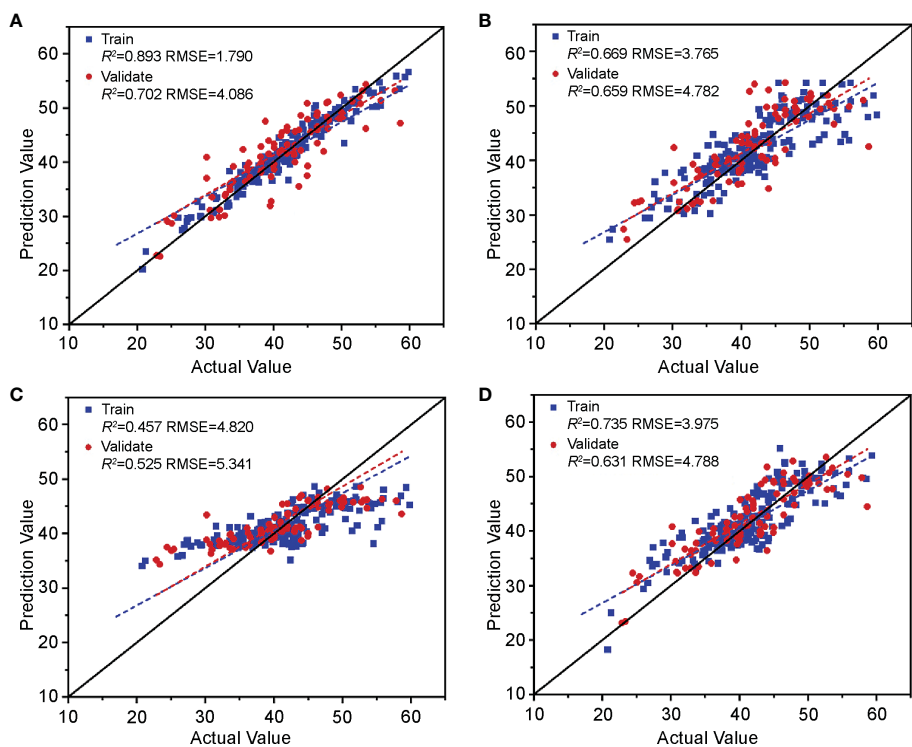 A
Train
R²=0.893 RMSE=1.790
Validate
R²=0.702 RMSE=4.086
60
50
40
30
20
10
Prediction Value
10 20 30 40 50 60
Actual Value
B
Train
R²=0.669 RMSE=3.765
Validate
R²=0.659 RMSE=4.782
60
50
40
30
20
10
Prediction Value
10 20 30 40 50 60
Actual Value
C
Train
R²=0.457 RMSE=4.820
Validate
R²=0.525 RMSE=5.341
60
50
40
30
20
10
Prediction Value
10 20 30 40 50 60
Actual Value
D
Train
R²=0.735 RMSE=3.975
Validate
R²=0.631 RMSE=4.788
60
50
40
30
20
10
Prediction Value
10 20 30 40 50 60
Actual Value